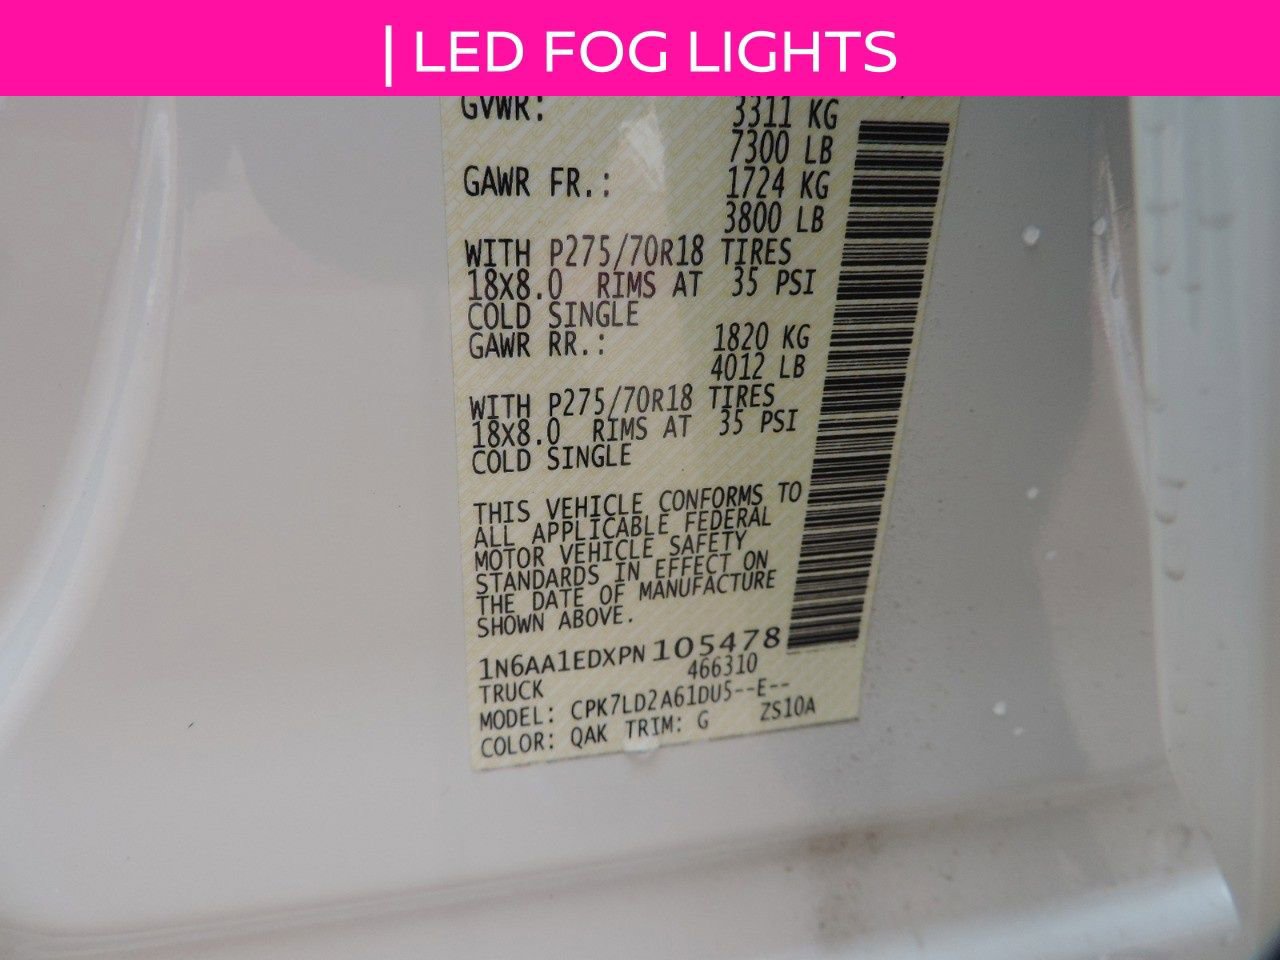 | LED FOG LIGHTS
GVWR: 3311 KG
7300 LB
GAWR FR.: 1724 KG
3800 LB
WITH P275/70R18 TIRES
18X8.0 RIMS AT 35 PSI
COLD SINGLE
GAWR RR.: 1820 KG
4012 LB
WITH P275/70R18 TIRES
18X8.0 RIMS AT 35 PSI
COLD SINGLE
THIS VEHICLE CONFORMS TO
ALL APPLICABLE FEDERAL
MOTOR VEHICLE SAFETY
STANDARDS IN EFFECT ON
THE DATE OF MANUFACTURE
SHOWN ABOVE.
1N6AA1EDXPN105478
TRUCK 466310
MODEL: CPK7LD2A61DU5--E--
COLOR: QAK TRIM: G ZS10A